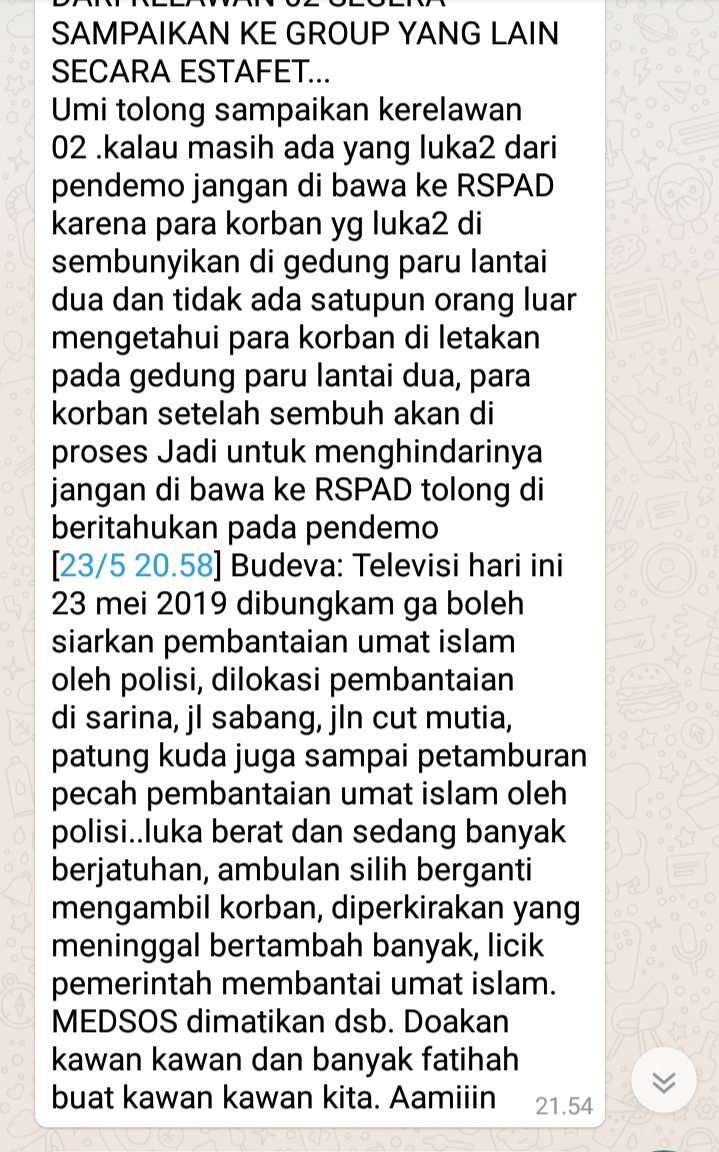 DARI RELAWAN 02 SEGERA
SAMPAIKAN KE GROUP YANG LAIN
SECARA ESTAFET...
Umi tolong sampaikan kerelawan
02 .kalau masih ada yang luka2 dari
pendemo jangan di bawa ke RSPAD
karena para korban yg luka2 di
sembunyikan di gedung paru lantai
dua dan tidak ada satupun orang luar
mengetahui para korban di letakan
pada gedung paru lantai dua, para
korban setelah sembuh akan di
proses Jadi untuk menghindarinya
jangan di bawa ke RSPAD tolong di
beritahukan pada pendemo
[23/5 20.58] Budeva: Televisi hari ini
23 mei 2019 dibungkam ga boleh
siarkan pembantaian umat islam
oleh polisi, dilokasi pembantaian
di sarina, jl sabang, jln cut mutia,
patung kuda juga sampai petamburan
pecah pembantaian umat islam oleh
polisi..luka berat dan sedang banyak
berjatuhan, ambulan silih berganti
mengambil korban, diperkirakan yang
meninggal bertambah banyak, licik
pemerintah membantai umat islam.
MEDSOS dimatikan dsb. Doakan
kawan kawan dan banyak fatihah
buat kawan kawan kita. Aamiiin
21.54